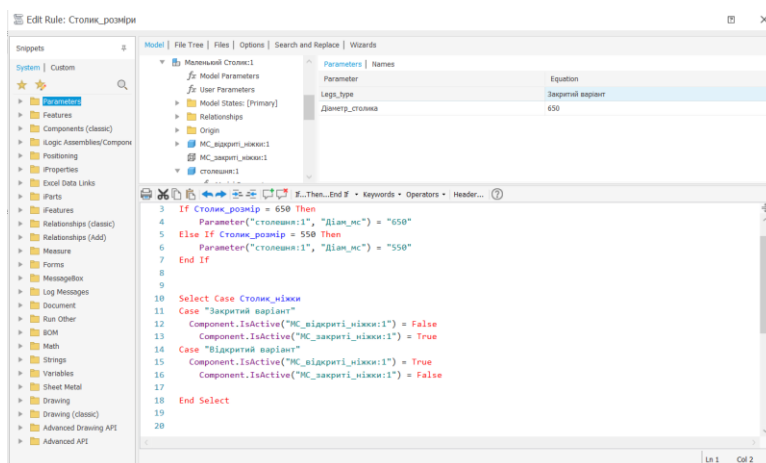 Edit Rule: Столик_розміри
Snippets
System | Custom
Parameters
Features
Components (classic)
iLogic Assemblies/Compone
Positioning
iProperties
Excel Data Links
iParts
iFeatures
Relationships (classic)
Relationships (Add)
Measure
Forms
MessageBox
Log Messages
Document
Run Other
BOM
Math
Strings
Variables
Sheet Metal
Drawing
Drawing (classic)
Advanced Drawing API
Advanced API
Model | File Tree | Files | Options | Search and Replace | Wizards
Маленький Столик:1
fx Model Parameters
fx User Parameters
Model States: [Primary]
Relationships
Origin
МС_відкриті_ніжки:1
МС_закриті_ніжки:1
столешня:1
Parameters | Names
Parameter Equation
Legs_type Закритий варіант
Діаметр_столика 650
If...Then...End If Keywords Operators Header...
3 If Столик_розмір = 650 Then
4 Parameter("столешня:1", "Діам_мс") = "650"
5 Else If Столик_розмір = 550 Then
6 Parameter("столешня:1", "Діам_мс") = "550"
7 End If
8
9
10 Select Case Столик_ніжки
11 Case "Закритий варіант"
12 Component.IsActive("МС_відкриті_ніжки:1") = False
13 Component.IsActive("МС_закриті_ніжки:1") = True
14 Case "Відкритий варіант"
15 Component.IsActive("МС_відкриті_ніжки:1") = True
16 Component.IsActive("МС_закриті_ніжки:1") = False
17
18 End Select
19
20
Ln 1 Col 2